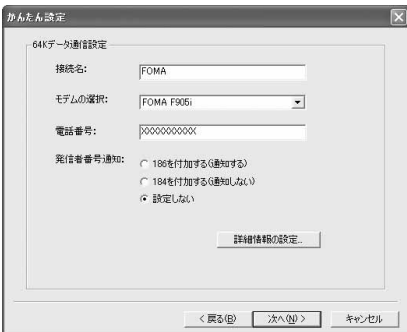 かんたん設定
64Kデータ通信設定
接続名: FOMA
モデムの選択: FOMA F905i
電話番号: XXXXXXXXXX
発信者番号通知: 186を付加する(通知する)
184を付加する(通知しない)
設定しない
詳細情報の設定...
< 戻る(B) 次へ(N) > キャンセル